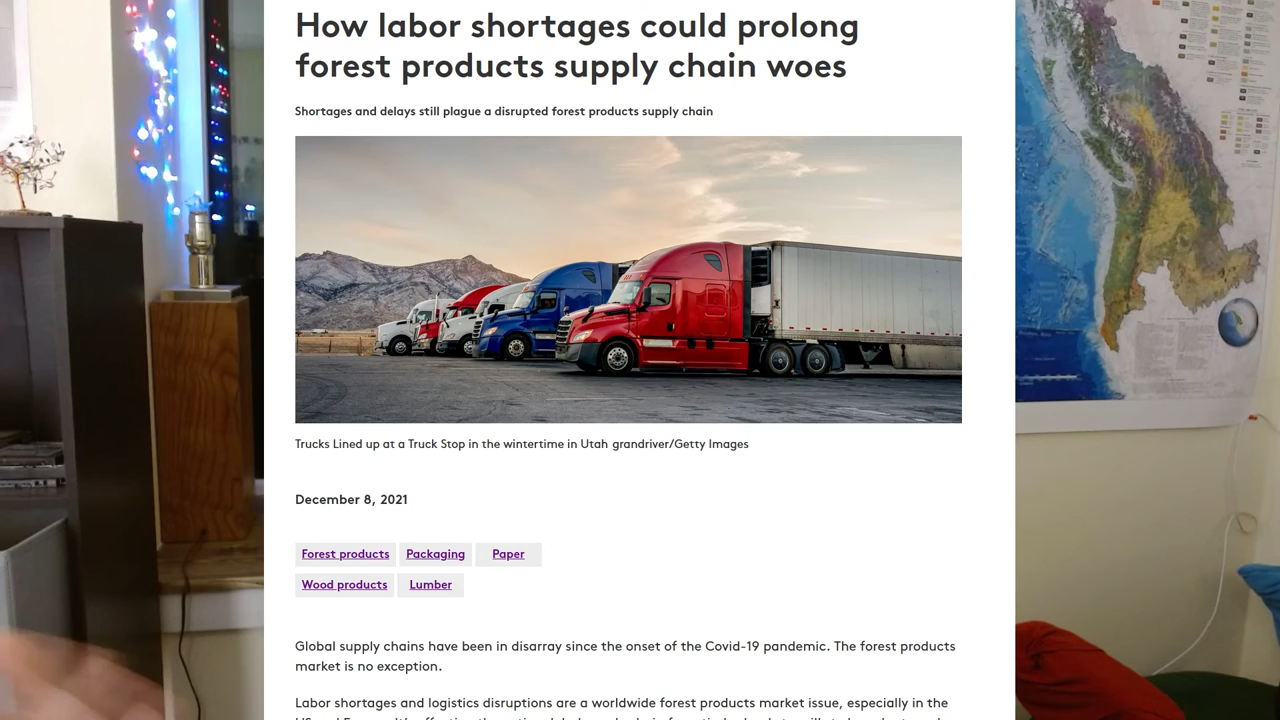 How labor shortages could prolong
forest products supply chain woes
Shortages and delays still plague a disrupted forest products supply chain
Trucks Lined up at a Truck Stop in the wintertime in Utah grandriver/Getty Images
December 8, 2021
Forest products Packaging Paper
Wood products Lumber
Global supply chains have been in disarray since the onset of the Covid-19 pandemic. The forest products
market is no exception.
Labor shortages and logistics disruptions are a worldwide forest products market issue, especially in the